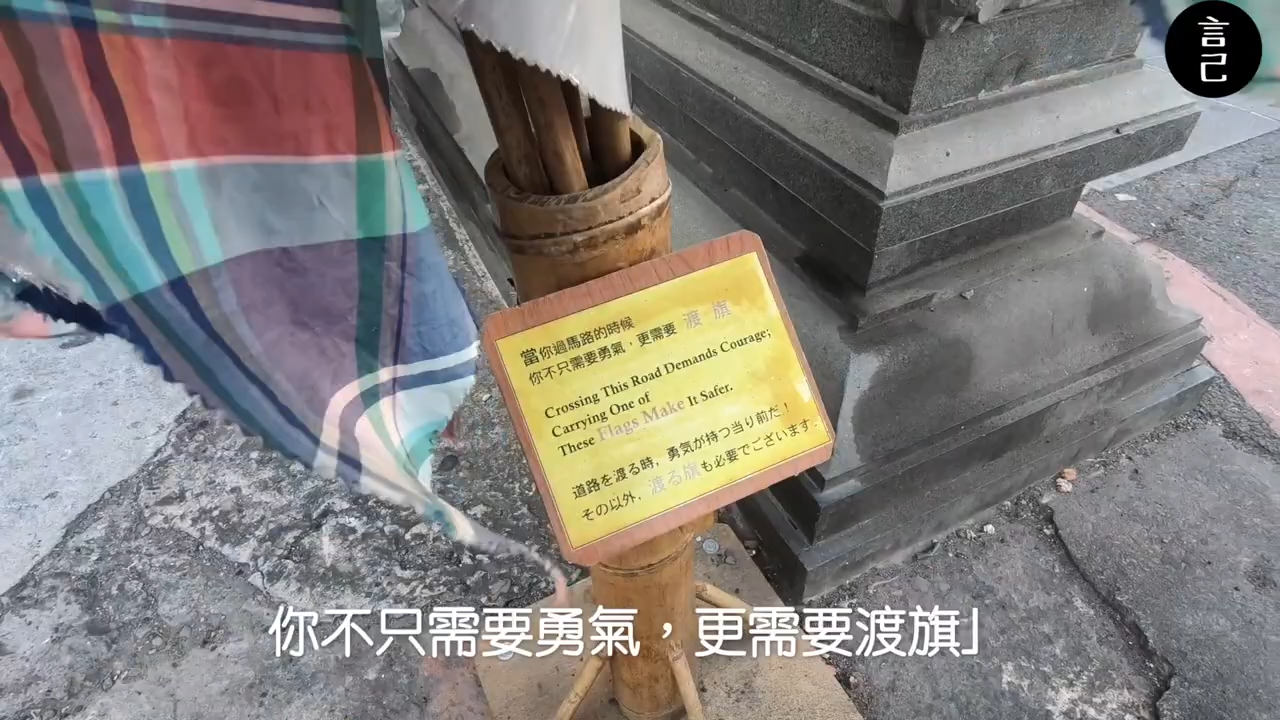 言己
當你過馬路的時候
你不只需要勇氣，更需要 渡 旗
Crossing This Road Demands Courage;
Carrying One of
These Flags Make It Safer.
道路を渡る時，勇気が持つ当り前だ！
その以外，渡る旗も必要でございます.
你不只需要勇氣，更需要渡旗」